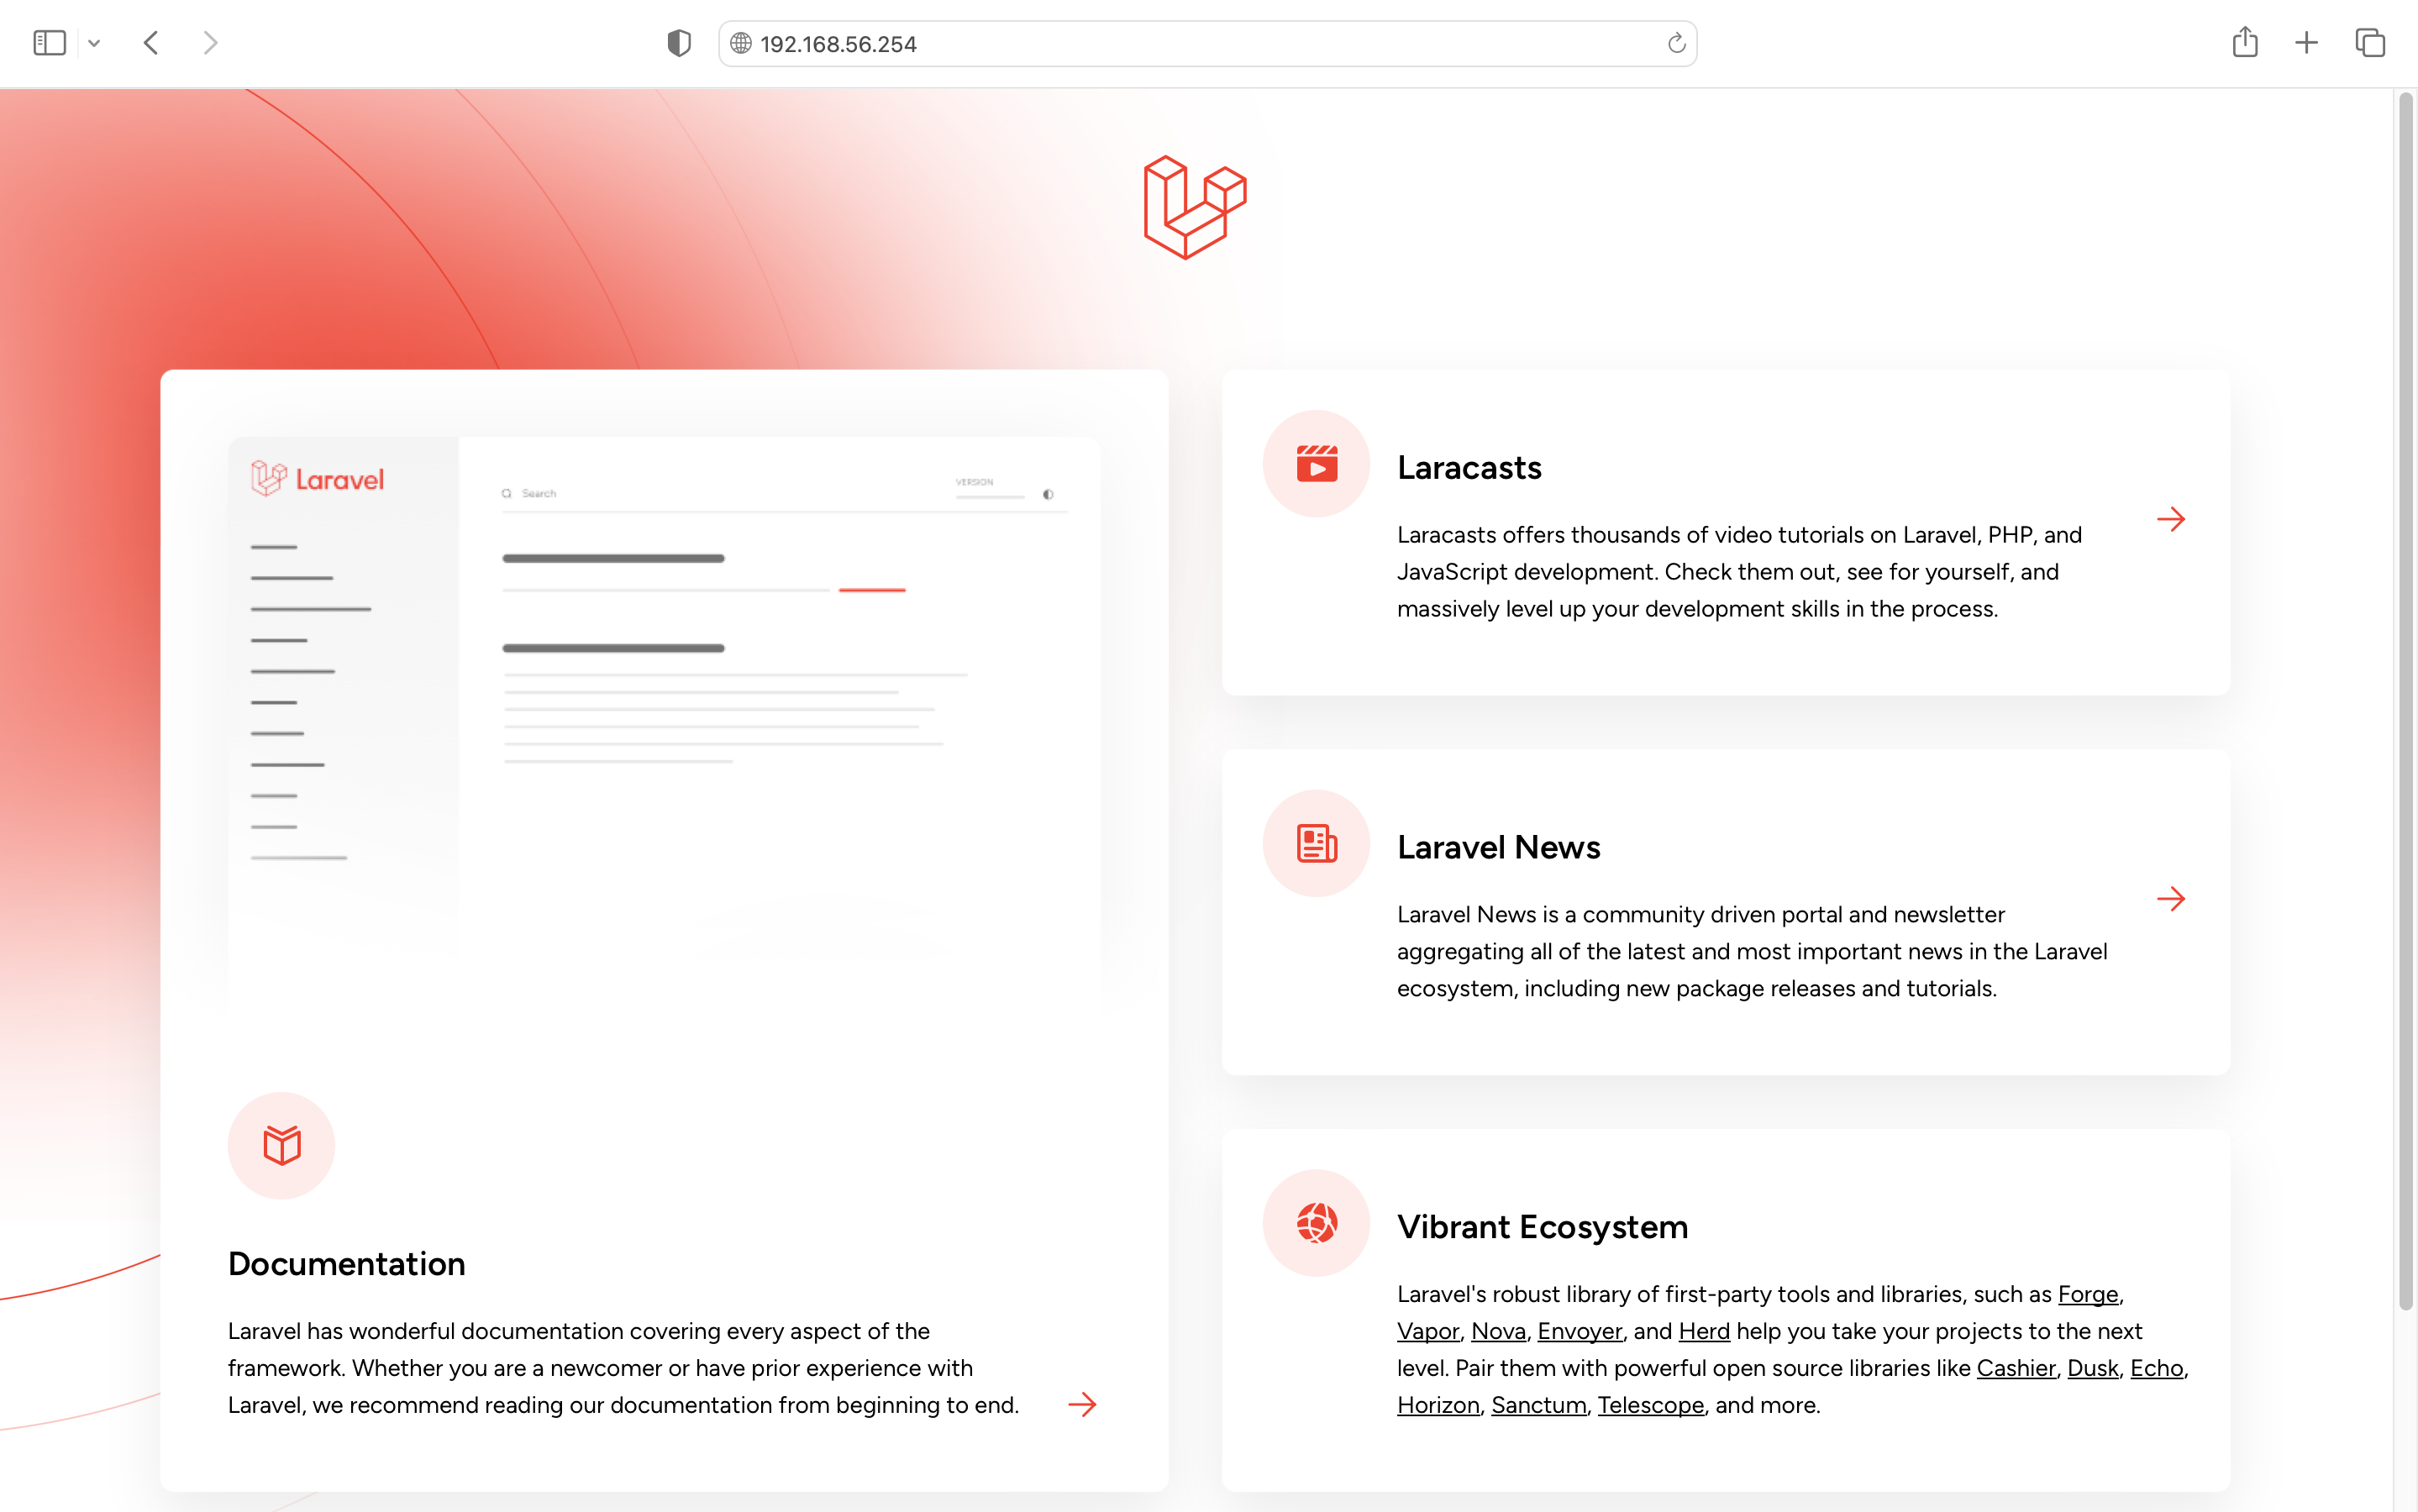 192.168.56.254
Laravel
Search
VERSION
Documentation
Laravel has wonderful documentation covering every aspect of the
framework. Whether you are a newcomer or have prior experience with
Laravel, we recommend reading our documentation from beginning to end.
Laracasts
Laracasts offers thousands of video tutorials on Laravel, PHP, and
JavaScript development. Check them out, see for yourself, and
massively level up your development skills in the process.
Laravel News
Laravel News is a community driven portal and newsletter
aggregating all of the latest and most important news in the Laravel
ecosystem, including new package releases and tutorials.
Vibrant Ecosystem
Laravel's robust library of first-party tools and libraries, such as Forge,
Vapor, Nova, Envoyer, and Herd help you take your projects to the next
level. Pair them with powerful open source libraries like Cashier, Dusk, Echo,
Horizon, Sanctum, Telescope, and more.